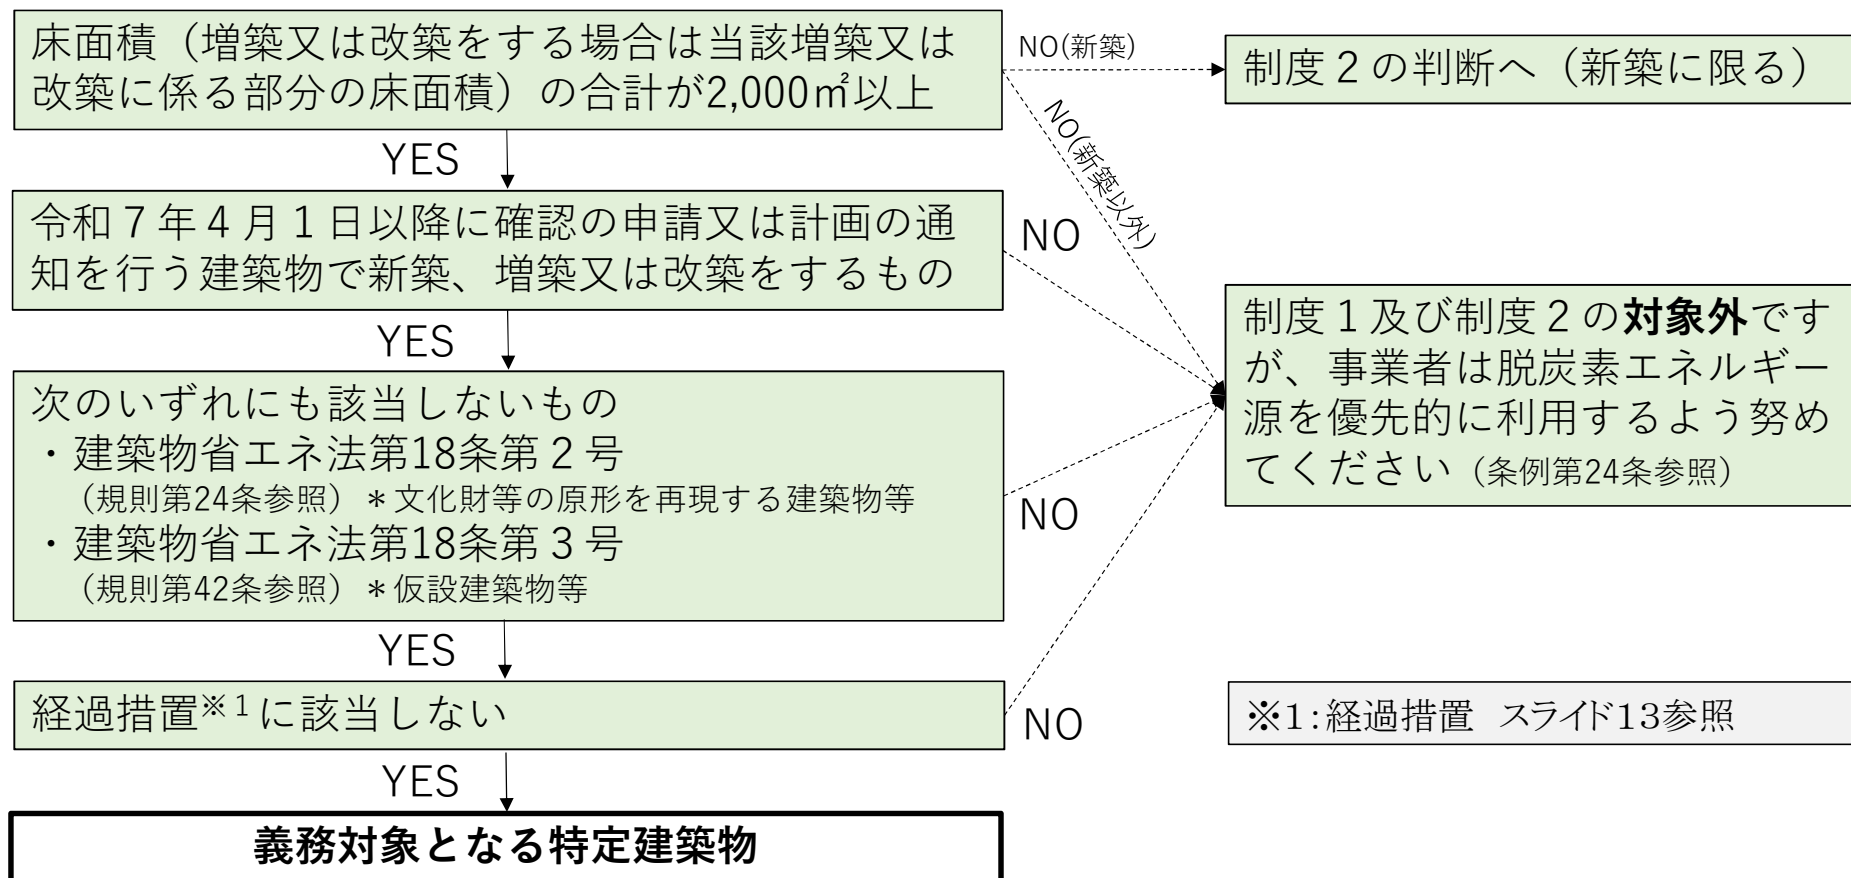 床面積（増築又は改築をする場合は当該増築又は
改築に係る部分の床面積）の合計が2,000㎡以上
NO(新築)
制度２の判断へ（新築に限る）
NO(新築以外)
YES
令和７年４月１日以降に確認の申請又は計画の通
知を行う建築物で新築、増築又は改築をするもの
NO
YES
制度１及び制度２の対象外です
が、事業者は脱炭素エネルギー
源を優先的に利用するよう努め
てください（条例第24条参照）
次のいずれにも該当しないもの
・建築物省エネ法第18条第２号
（規則第24条参照）＊文化財等の原形を再現する建築物等
・建築物省エネ法第18条第３号
（規則第42条参照）＊仮設建築物等
NO
YES
経過措置※１に該当しない
NO
※1:経過措置　スライド13参照
YES
義務対象となる特定建築物